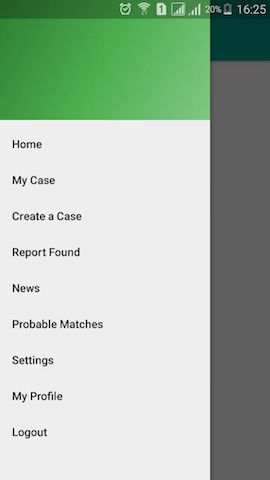 1 20% 16:25
Home
My Case
Create a Case
Report Found
News
Probable Matches
Settings
My Profile
Logout